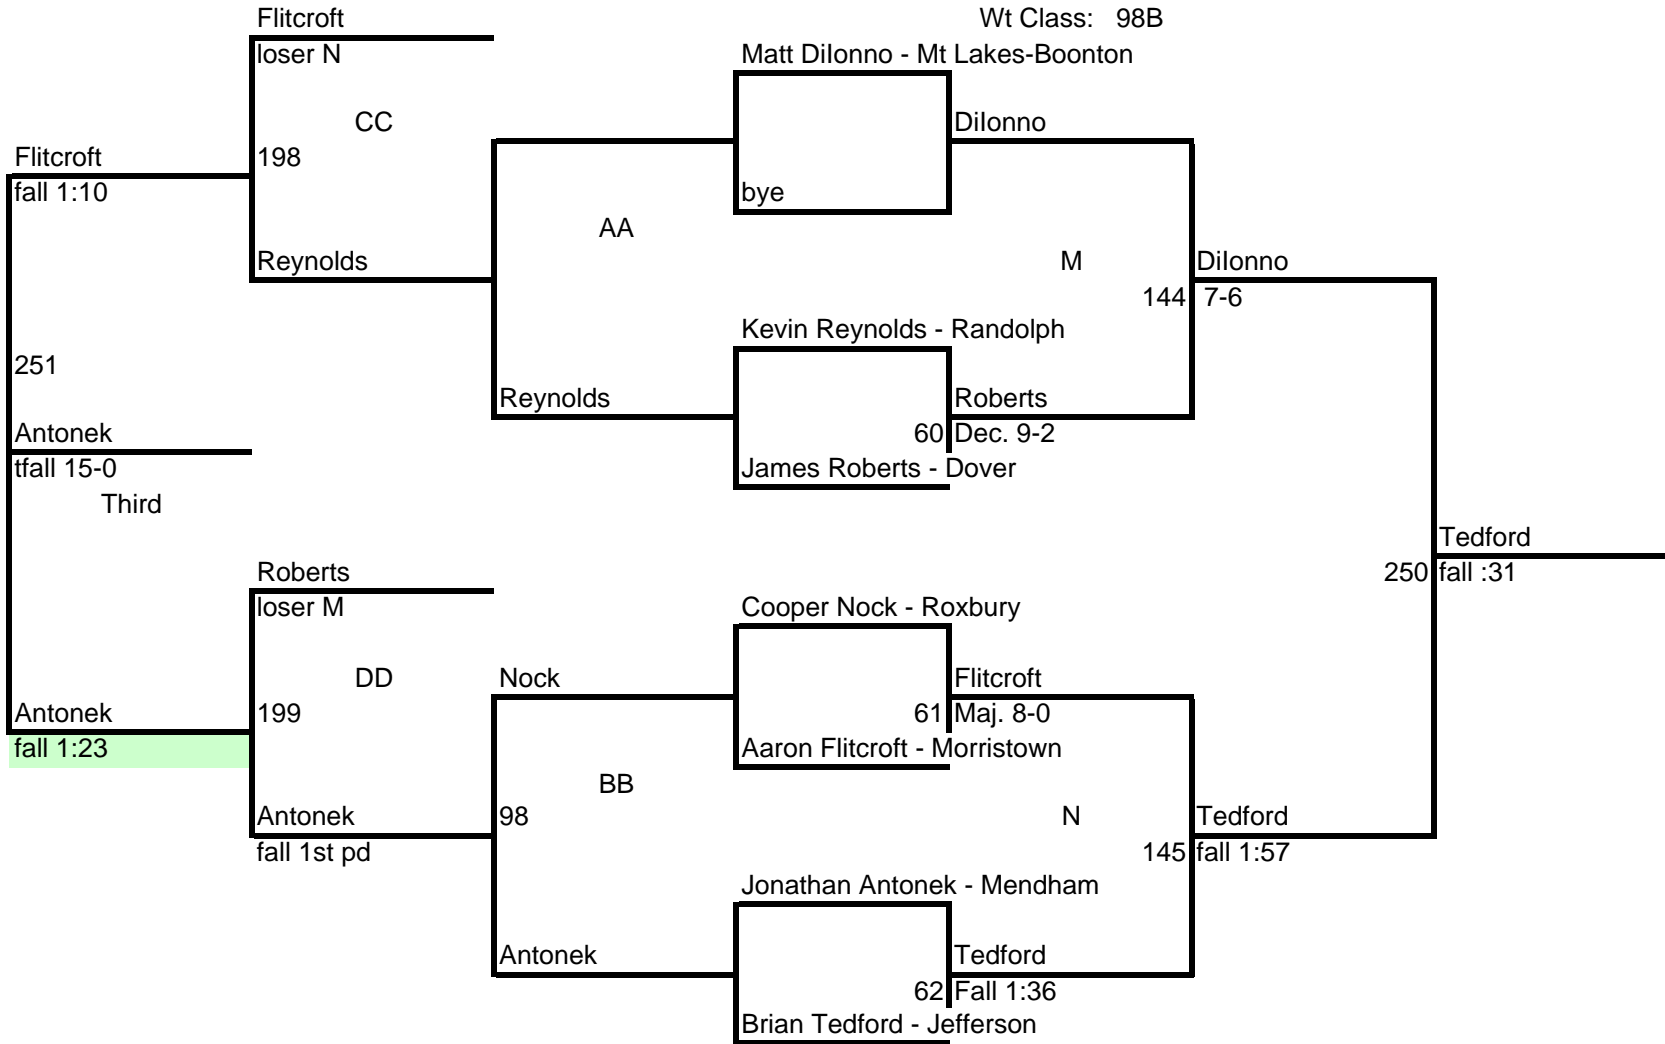 Flitcroft
Wt Class: 98B
loser N
Matt DiIonno - Mt Lakes-Boonton
CC
DiIonno
Flitcroft
198
fall 1:10
bye
AA
Reynolds
M
DiIonno
144 7-6
Kevin Reynolds - Randolph
251
Reynolds
Roberts
Antonek
60 Dec. 9-2
tfall 15-0
James Roberts - Dover
Third
Tedford
Roberts
250 fall :31
loser M
Cooper Nock - Roxbury
DD
Nock
Flitcroft
Antonek
199
61 Maj. 8-0
fall 1:23
Aaron Flitcroft - Morristown
BB
Antonek
98
N
Tedford
fall 1st pd
145 fall 1:57
Jonathan Antonek - Mendham
Antonek
Tedford
62 Fall 1:36
Brian Tedford - Jefferson